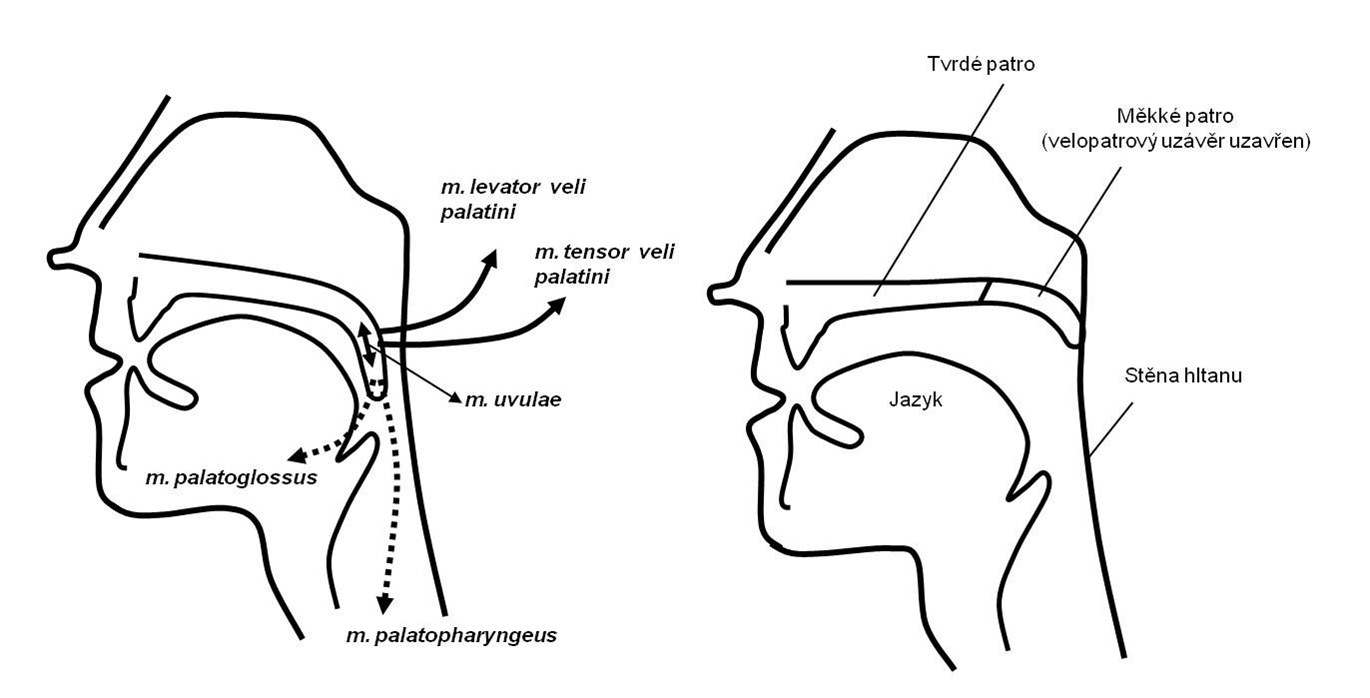 m. levator veli
palatini
m. tensor veli
palatini
m. uvulae
m. palatoglossus
m. palatopharyngeus
Tvrdé patro
Měkké patro
(velopatrový uzávěr uzavřen)
Stěna hltanu
Jazyk